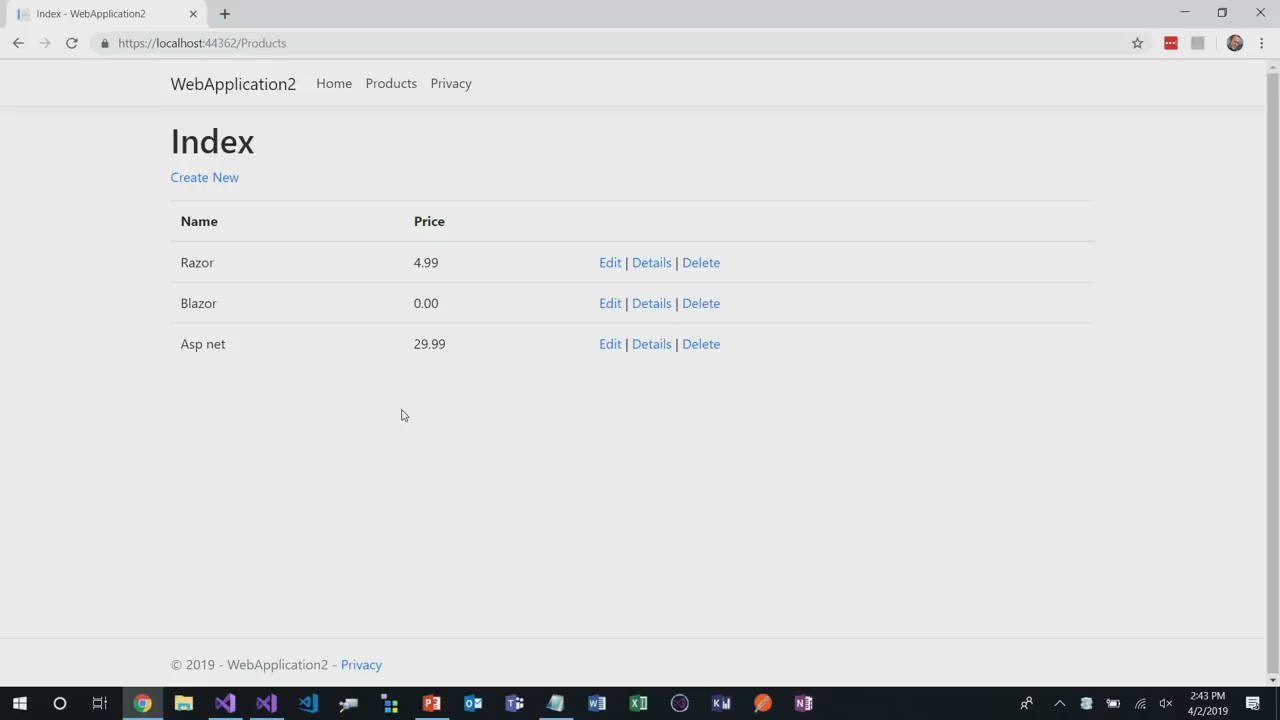 Index - WebApplication2
https://localhost:44362/Products
WebApplication2 Home Products Privacy
Index
Create New
Name Price
Razor 4.99 Edit | Details | Delete
Blazor 0.00 Edit | Details | Delete
Asp net 29.99 Edit | Details | Delete
© 2019 - WebApplication2 - Privacy
2:43 PM
4/2/2019